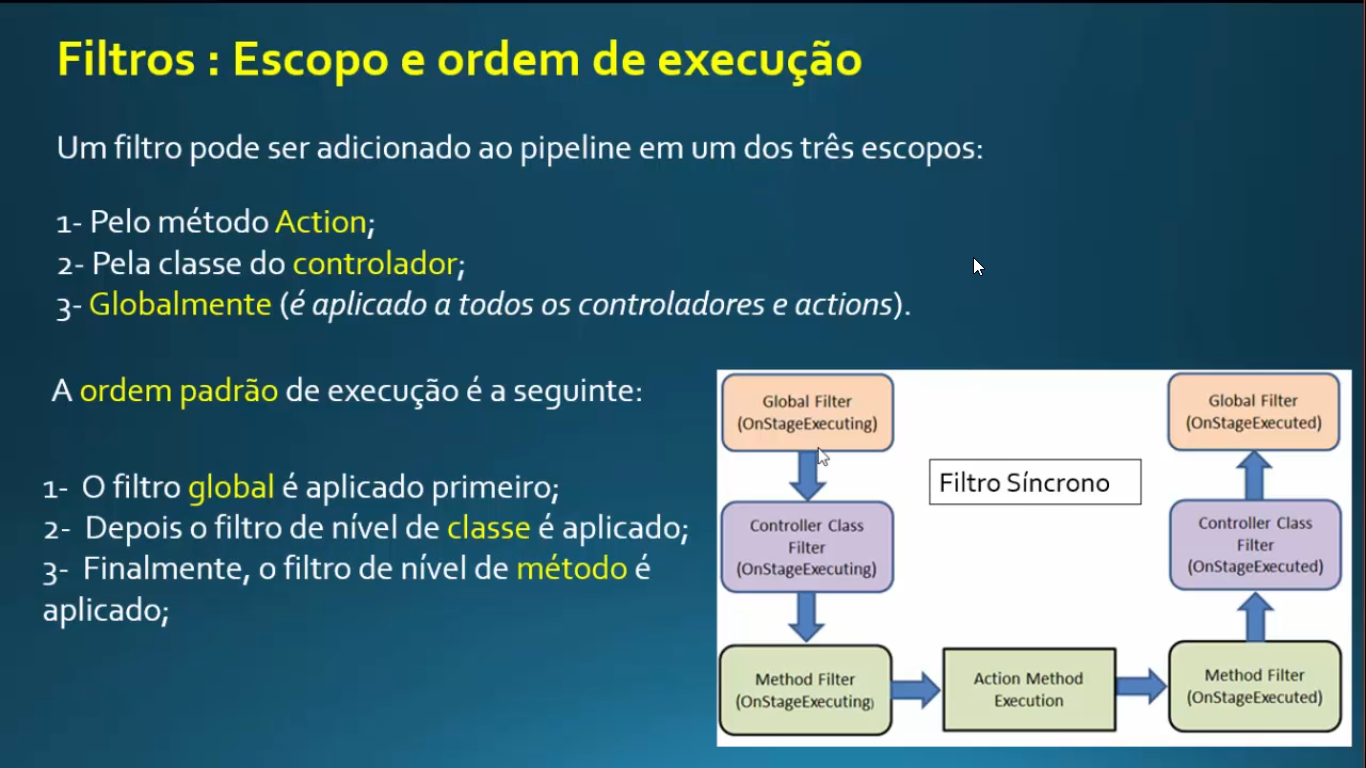 Filtros : Escopo e ordem de execução
Um filtro pode ser adicionado ao pipeline em um dos três escopos:
1- Pelo método Action;
2- Pela classe do controlador;
3- Globalmente (é aplicado a todos os controladores e actions).
A ordem padrão de execução é a seguinte:
1- O filtro global é aplicado primeiro;
2- Depois o filtro de nível de classe é aplicado;
3- Finalmente, o filtro de nível de método é
aplicado;
Global Filter
(OnStageExecuting)
Controller Class
Filter
(OnStageExecuting)
Method Filter
(OnStageExecuting)
Filtro Síncrono
Action Method
Execution
Global Filter
(OnStageExecuted)
Controller Class
Filter
(OnStageExecuted)
Method Filter
(OnStageExecuted)